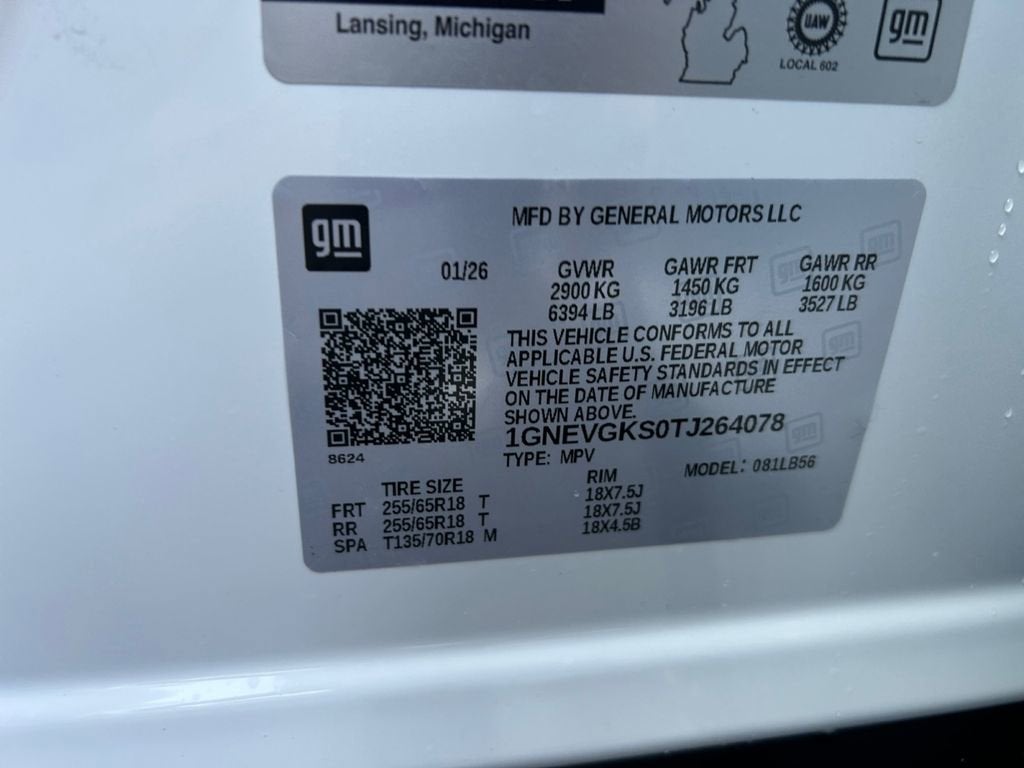 Lansing, Michigan
UAW
LOCAL 602
gm
gm
MFD BY GENERAL MOTORS LLC
01/26
GVWR GAWR FRT GAWR RR
2900 KG 1450 KG 1600 KG
6394 LB 3196 LB 3527 LB
THIS VEHICLE CONFORMS TO ALL
APPLICABLE U.S. FEDERAL MOTOR
VEHICLE SAFETY STANDARDS IN EFFECT
ON THE DATE OF MANUFACTURE
SHOWN ABOVE.
1GNEVGKS0TJ264078
8624
TYPE: MPV MODEL: 081LB56
TIRE SIZE RIM
FRT 255/65R18 T 18X7.5J
RR 255/65R18 T 18X7.5J
SPA T135/70R18 M 18X4.5B